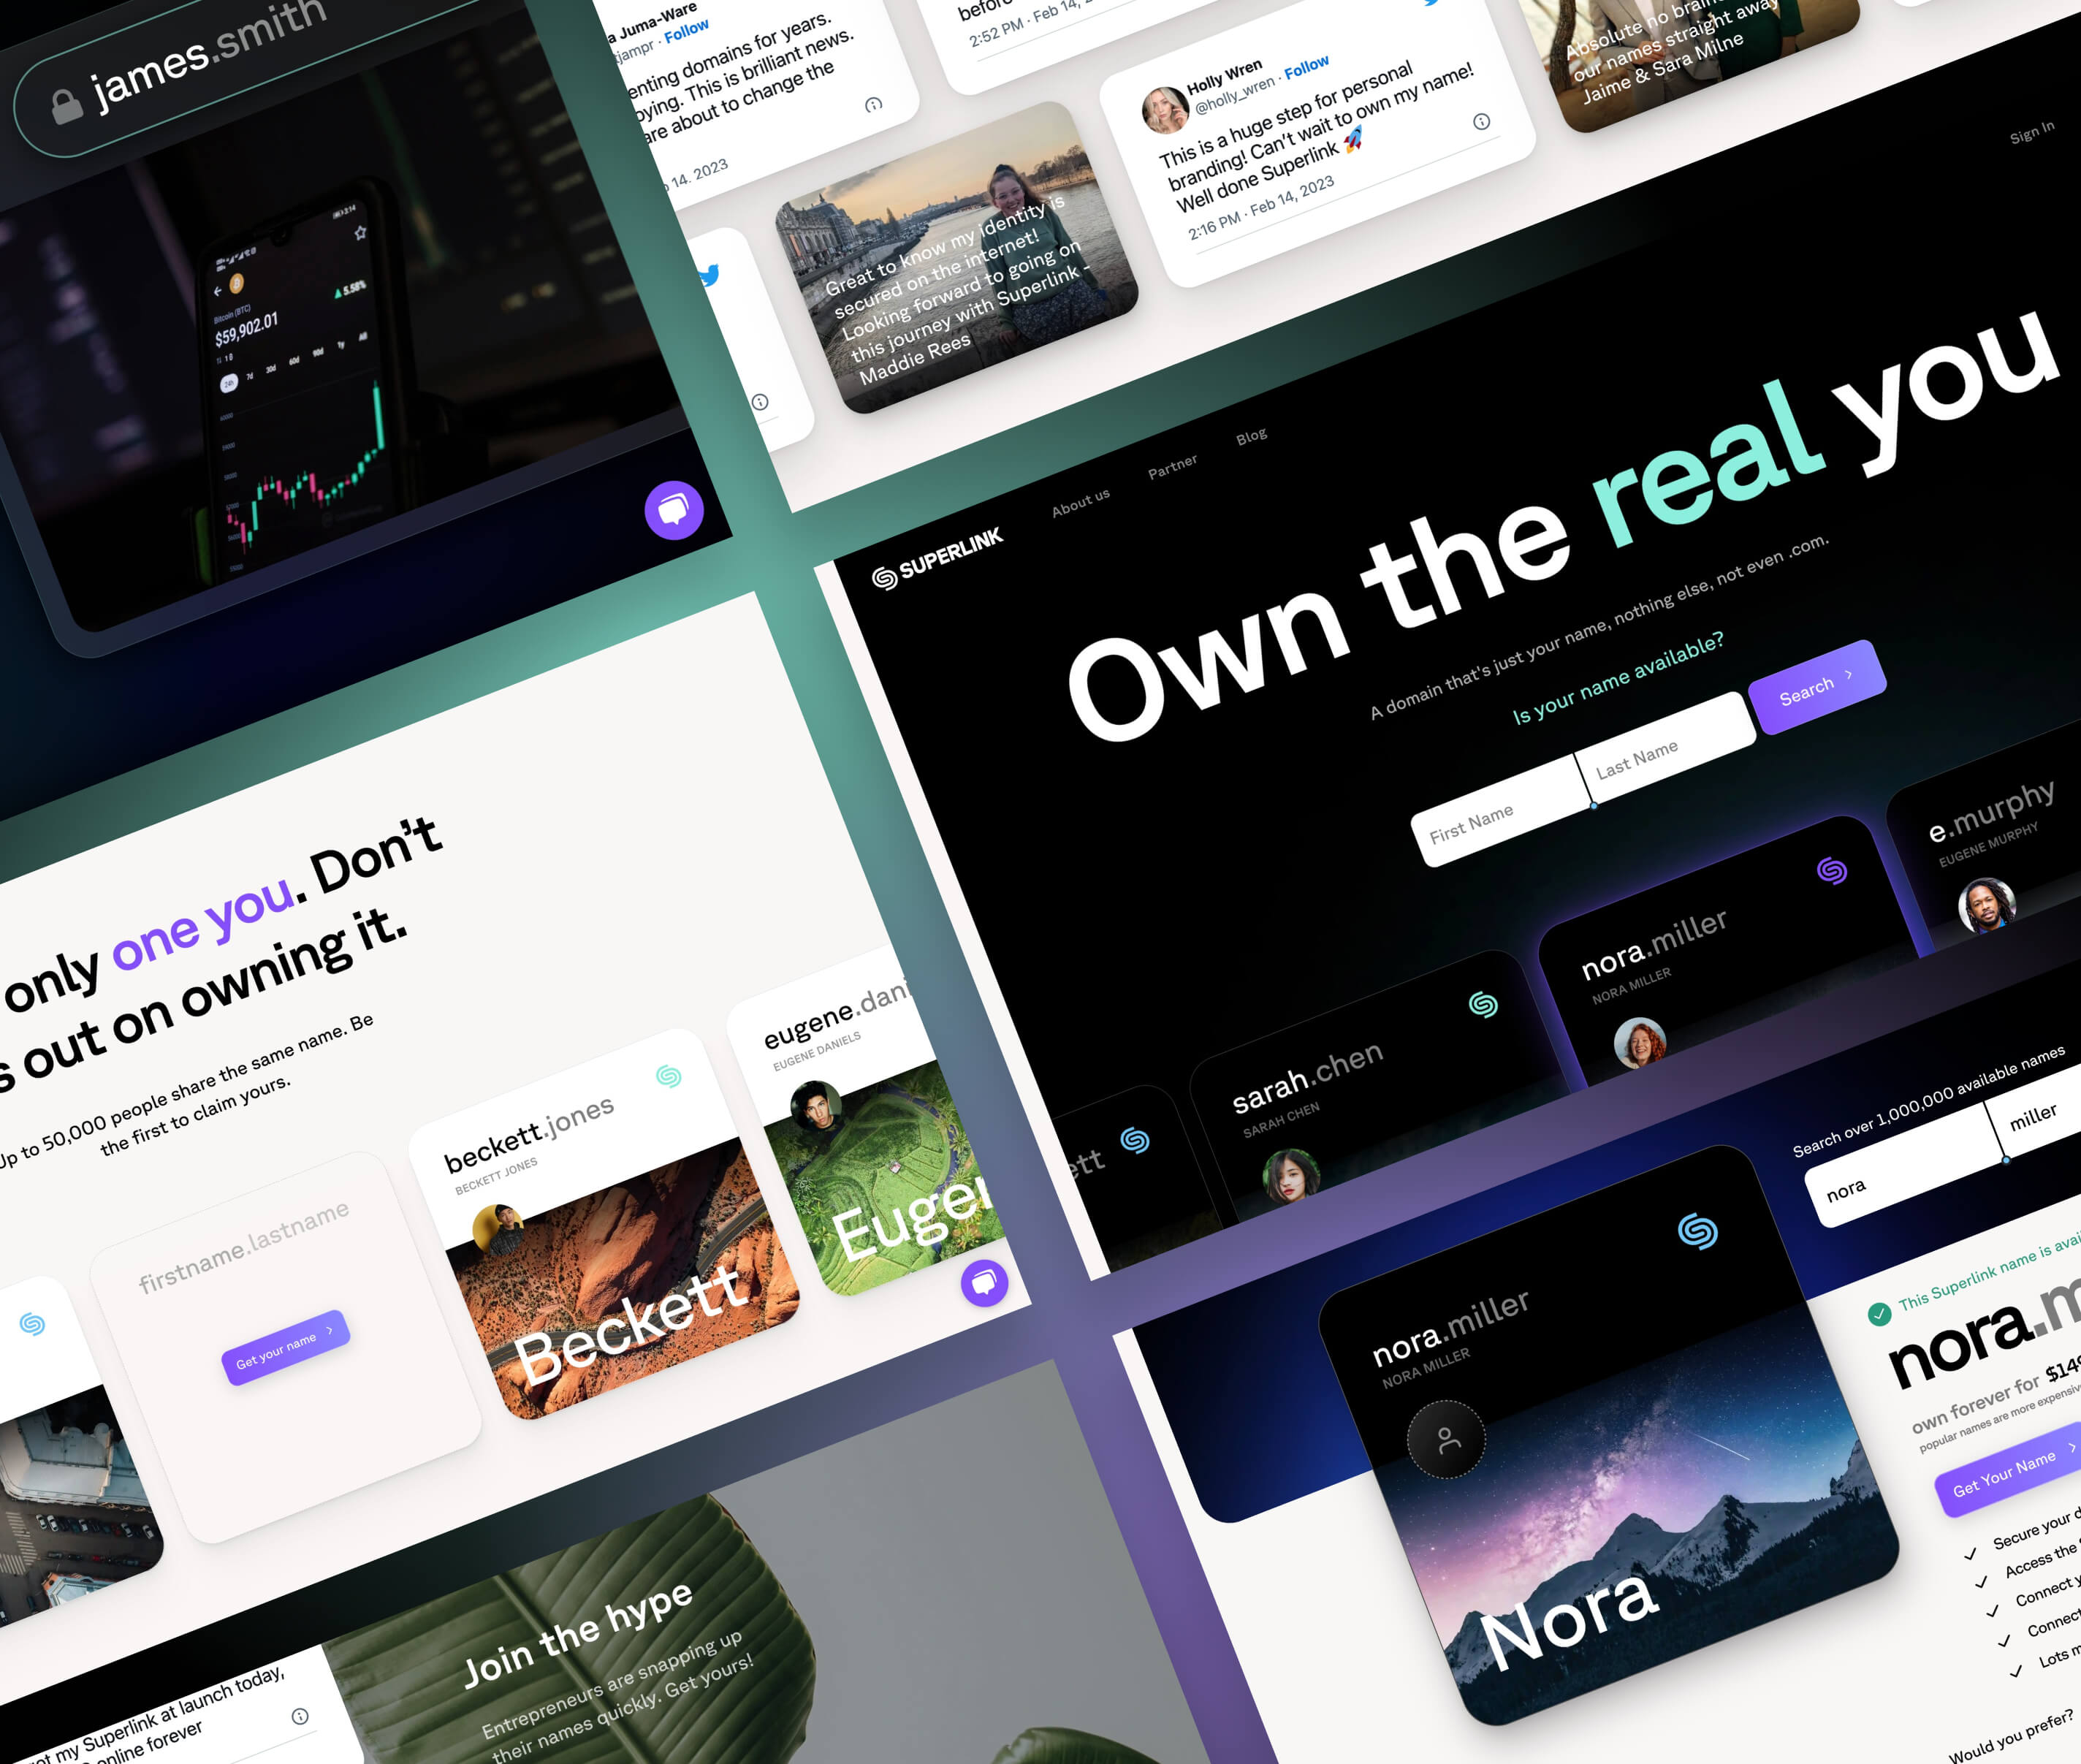 james.smith
3:14
Bitcoin (BTC)
$59,902.01
5.58%
24h 7d 30d 60d 90d 1y All
a Juma-Ware
jampr · Follow
enting domains for years.
oying. This is brilliant news.
are about to change the
14, 2023
before
2:52 PM · Feb 14,
Great to know my identity is
secured on the internet!
Looking forward to going on
this journey with Superlink -
Maddie Rees
Holly Wren
@holly_wren · Follow
This is a huge step for personal
branding! Can't wait to own my name!
Well done Superlink 🚀
2:16 PM · Feb 14, 2023
Absolute no brain
our names straight away
Jaime & Sara Milne
SUPERLINK
About us
Partner
Blog
Sign In
Own the real you
A domain that's just your name, nothing else, not even .com.
Is your name available?
First Name
Last Name
Search
ett
sarah.chen
SARAH CHEN
nora.miller
NORA MILLER
e.murphy
EUGENE MURPHY
only one you. Don't
s out on owning it.
Up to 50,000 people share the same name. Be
the first to claim yours.
firstname.lastname
Get your name
beckett.jones
BECKETT JONES
Beckett
eugene.dani
EUGENE DANIELS
Euge
got my Superlink at launch today,
online forever
Join the hype
Entrepreneurs are snapping up
their names quickly. Get yours!
nora.miller
NORA MILLER
Nora
Search over 1,000,000 available names
nora
miller
This Superlink name is avai
nora.m
own forever for $149
popular names are more expensive
Get Your Name
Secure your d
Access the
Connect y
Connect
Lots m
Would you prefer?